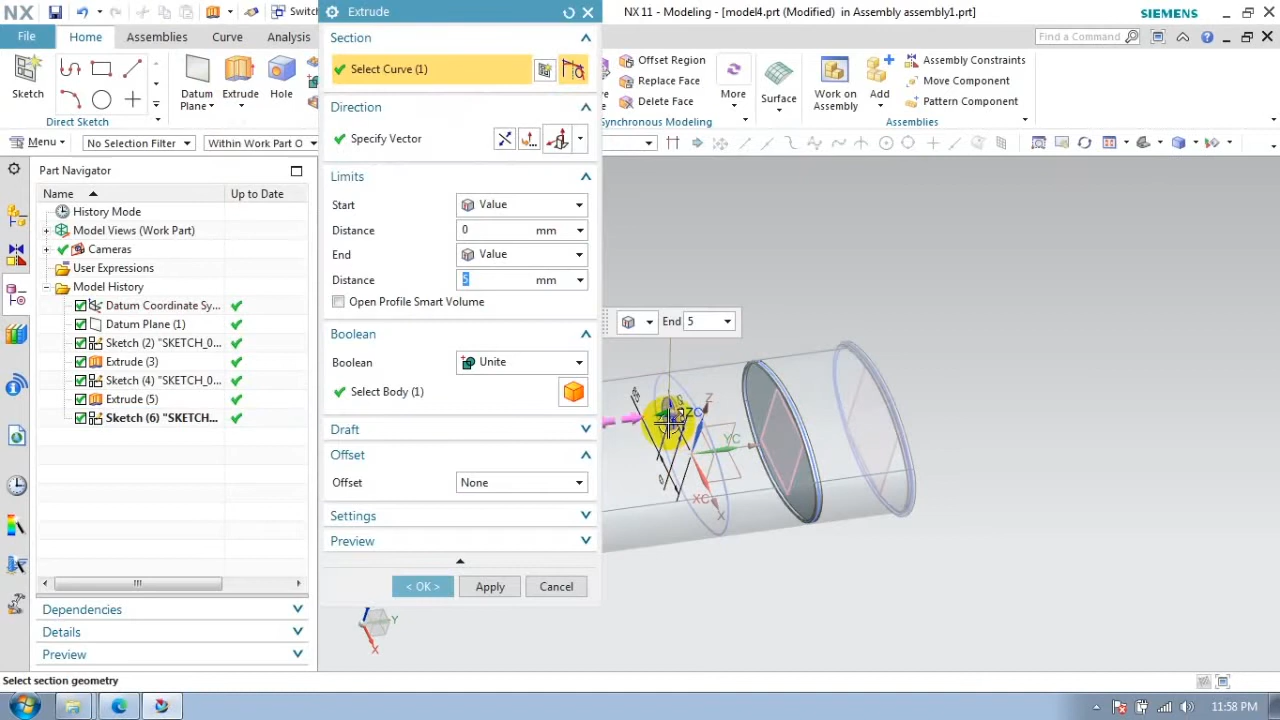 NX
Switch
Extrude
NX 11 - Modeling - [model4.prt (Modified) in Assembly assembly1.prt]
SIEMENS
File
Home
Assemblies
Curve
Analysis
Find a Command
Sketch
Direct Sketch
Datum
Plane
Extrude
Hole
Section
Select Curve (1)
Offset Region
Replace Face
Delete Face
More
Synchronous Modeling
Surface
Work on
Assembly
Add
Assembly Constraints
Move Component
Pattern Component
Assemblies
Menu
No Selection Filter
Within Work Part O
Direction
Specify Vector
Limits
Start
Value
Distance
0 mm
End
Value
Distance
5 mm
Open Profile Smart Volume
Boolean
Boolean
Unite
Select Body (1)
Draft
Offset
Offset
None
Settings
Preview
< OK >
Apply
Cancel
Part Navigator
Name
Up to Date
History Mode
Model Views (Work Part)
Cameras
User Expressions
Model History
Datum Coordinate Sy...
Datum Plane (1)
Sketch (2) "SKETCH_0...
Extrude (3)
Sketch (4) "SKETCH_0...
Extrude (5)
Sketch (6) "SKETCH...
Dependencies
Details
Preview
End 5
Z
ZC
YC
XC
X
Y
X
Select section geometry
11:58 PM